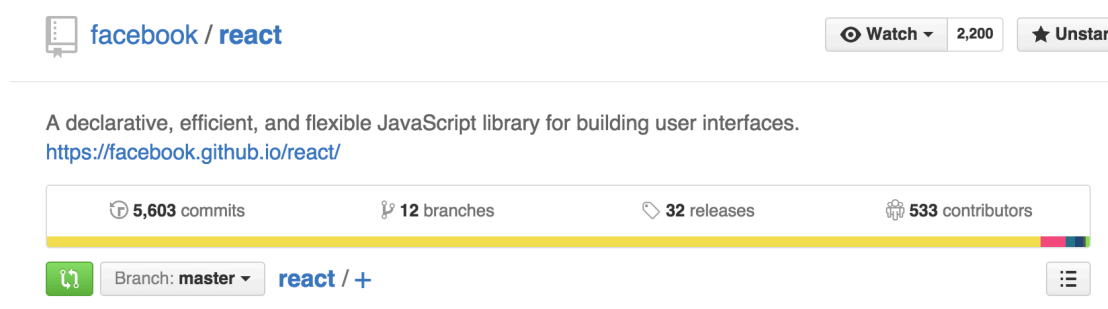 facebook / react
Watch 2,200
A declarative, efficient, and flexible JavaScript library for building user interfaces.
https://facebook.github.io/react/
5,603 commits 12 branches 32 releases 533 contributors
Branch: master react / +